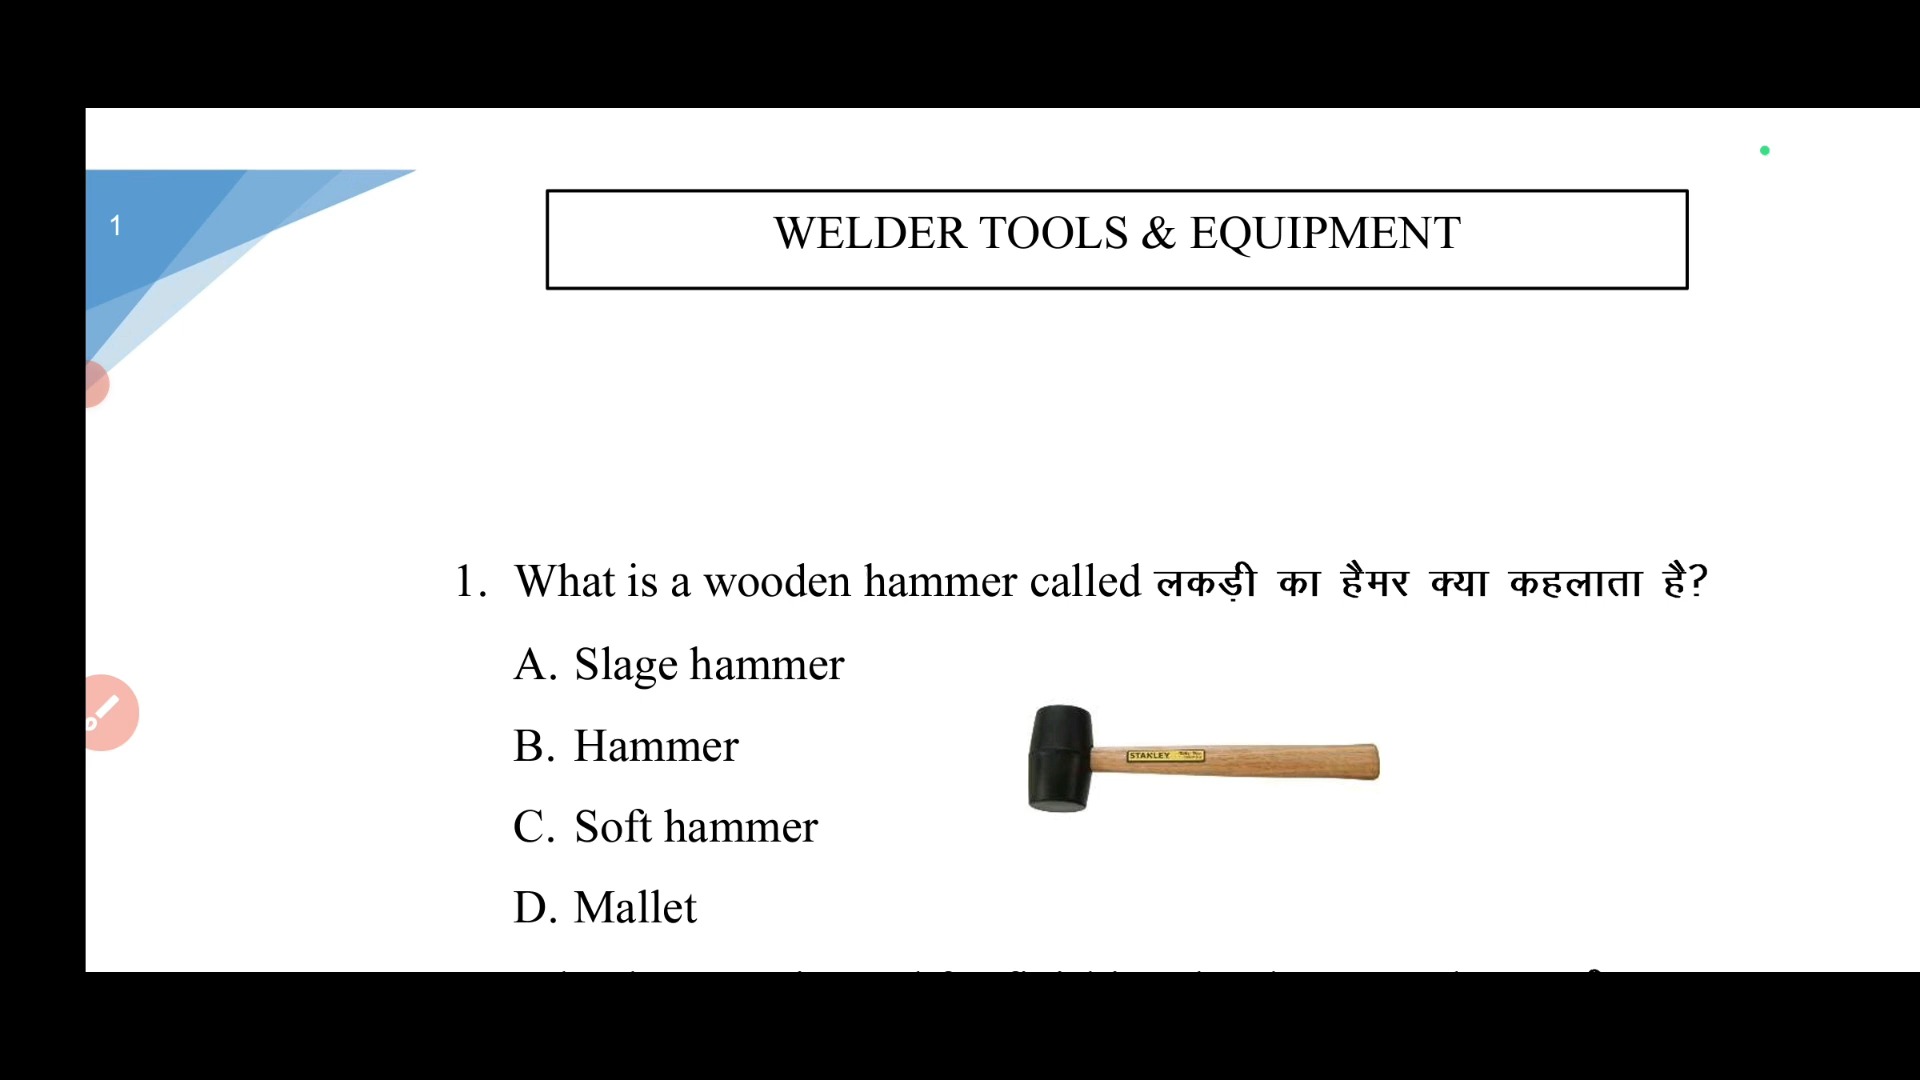 1
WELDER TOOLS & EQUIPMENT
1. What is a wooden hammer called लकड़ी का हैमर क्या कहलाता है?
A. Slage hammer
B. Hammer
STANLEY
C. Soft hammer
D. Mallet